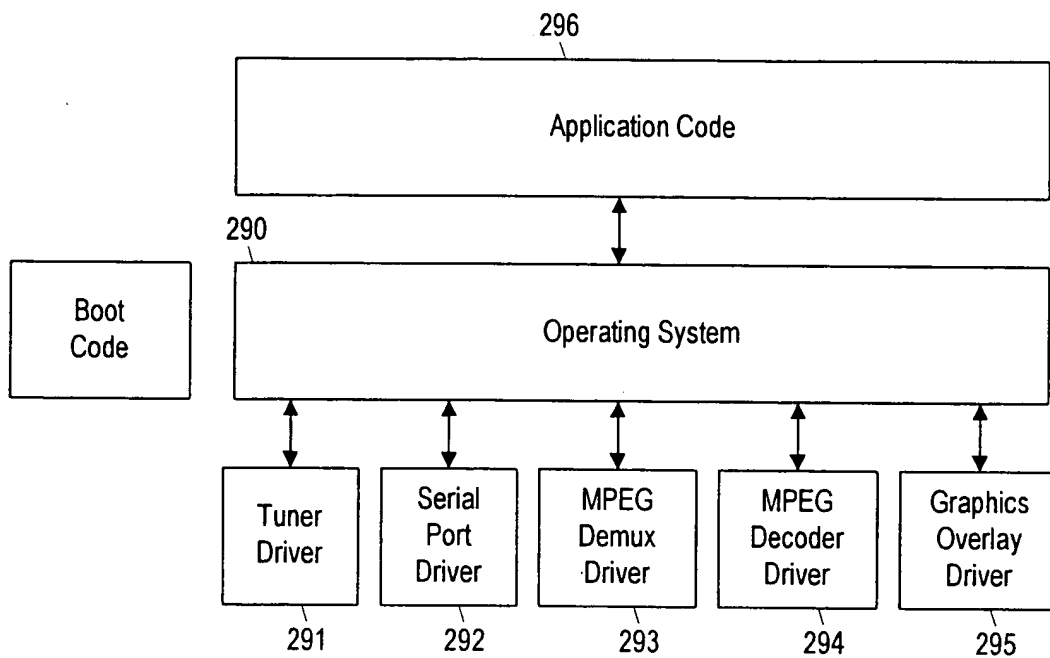 296
Application Code
290
Boot
Code
Operating System
Tuner
Driver
Serial
Port
Driver
MPEG
Demux
Driver
MPEG
Decoder
Driver
Graphics
Overlay
Driver
291
292
293
294
295